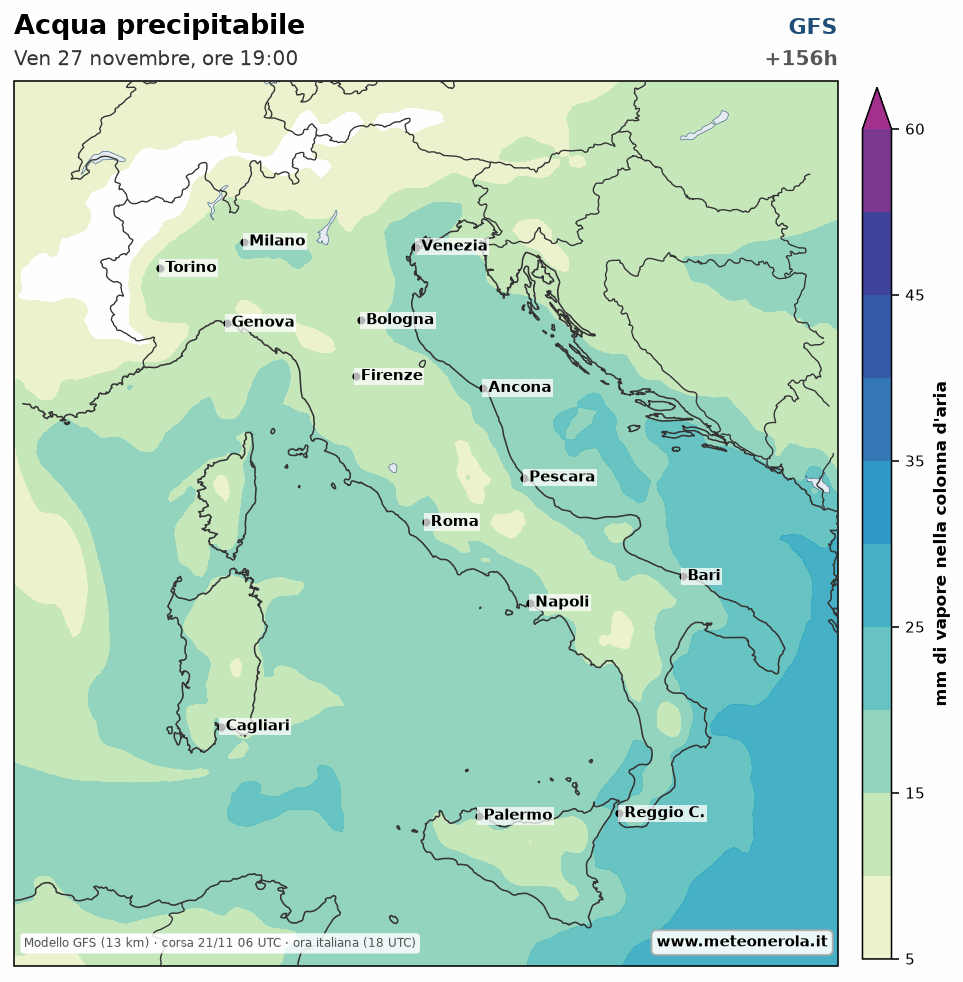 Acqua precipitabile
GFS
Ven 27 novembre, ore 19:00
+156h
Milano
Venezia
Torino
Genova
Bologna
Firenze
Ancona
Pescara
Roma
Bari
Napoli
Cagliari
Palermo
Reggio C.
60
45
35
25
15
5
mm di vapore nella colonna d'aria
Modello GFS (13 km) · corsa 21/11 06 UTC · ora italiana (18 UTC)
www.meteonerola.it